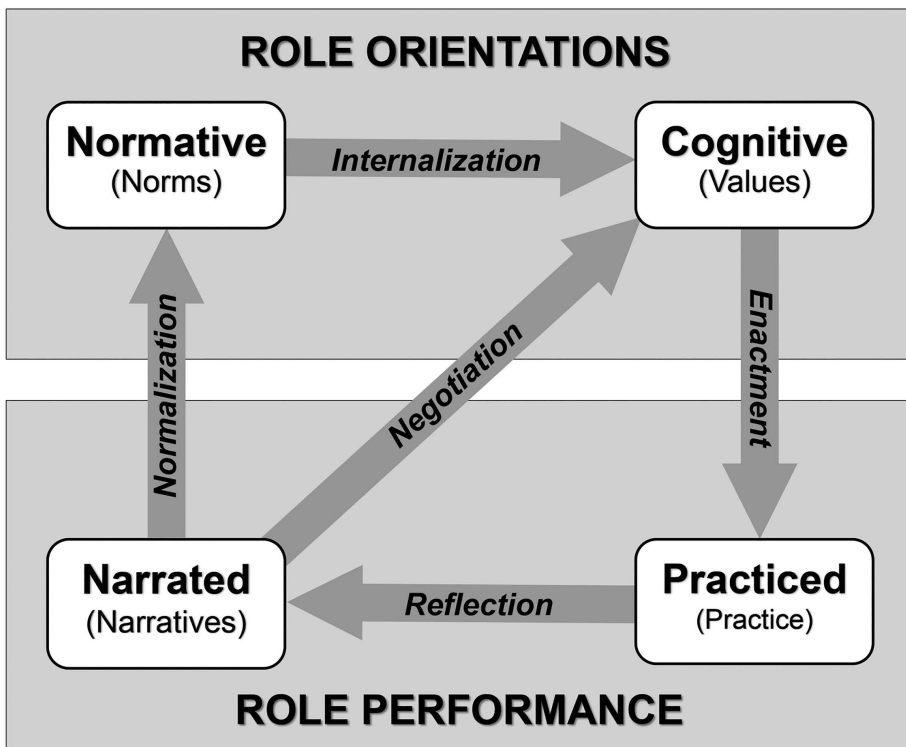 ROLE ORIENTATIONS
Normative
(Norms)
Internalization
Cognitive
(Values)
Normalization
Negotiation
Enactment
Narrated
(Narratives)
Reflection
Practiced
(Practice)
ROLE PERFORMANCE